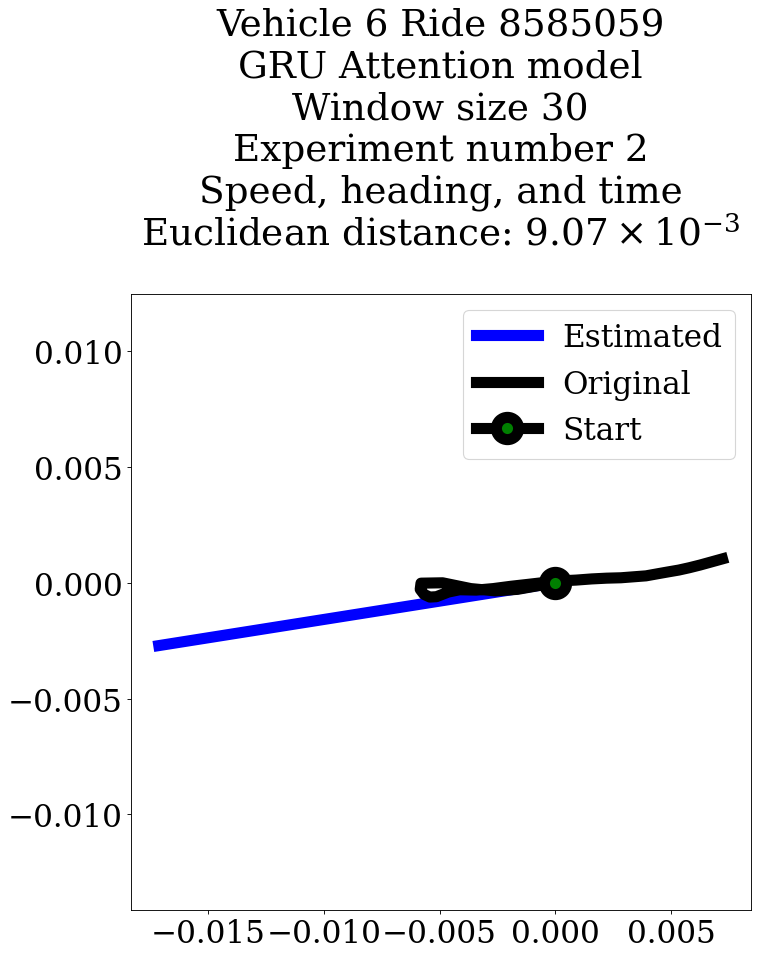 Vehicle 6 Ride 8585059
GRU Attention model
Window size 30
Experiment number 2
Speed, heading, and time
Euclidean distance: 9.07 × 10⁻³
Estimated
Original
Start
0.010
0.005
0.000
−0.005
−0.010
−0.015 −0.010 −0.005 0.000 0.005